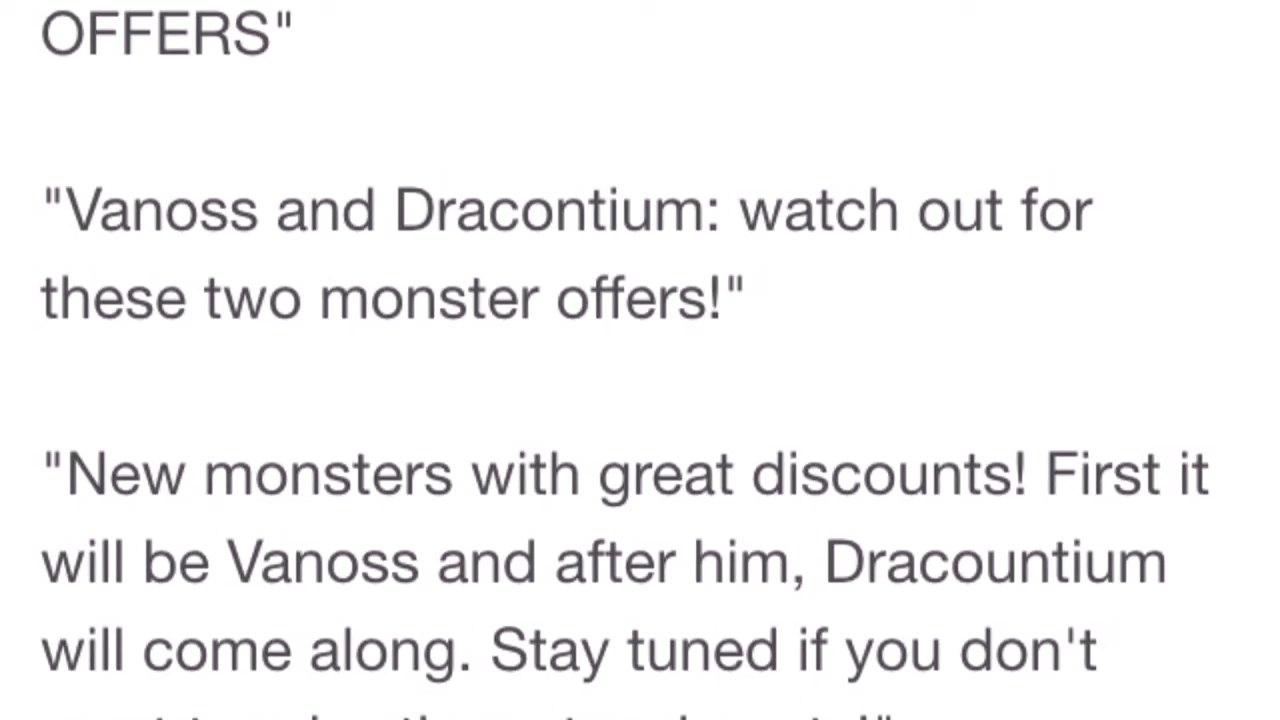 OFFERS"
"Vanoss and Dracontium: watch out for
these two monster offers!"
"New monsters with great discounts! First it
will be Vanoss and after him, Dracountium
will come along. Stay tuned if you don't